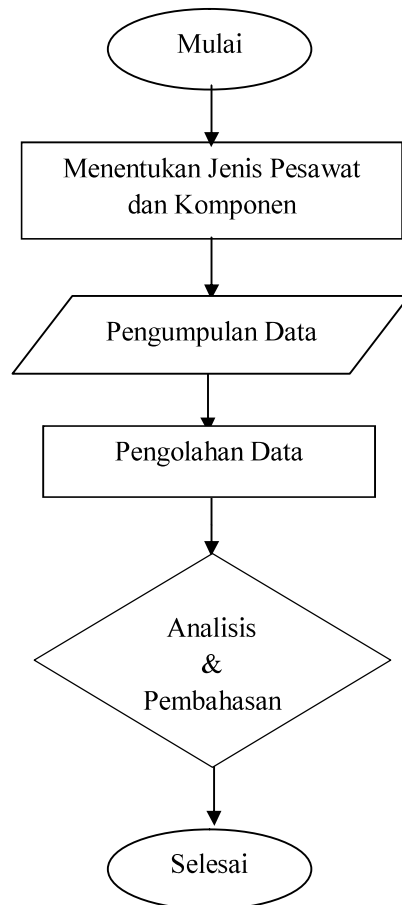 Mulai
Menentukan Jenis Pesawat
dan Komponen
Pengumpulan Data
Pengolahan Data
Analisis
&
Pembahasan
Selesai